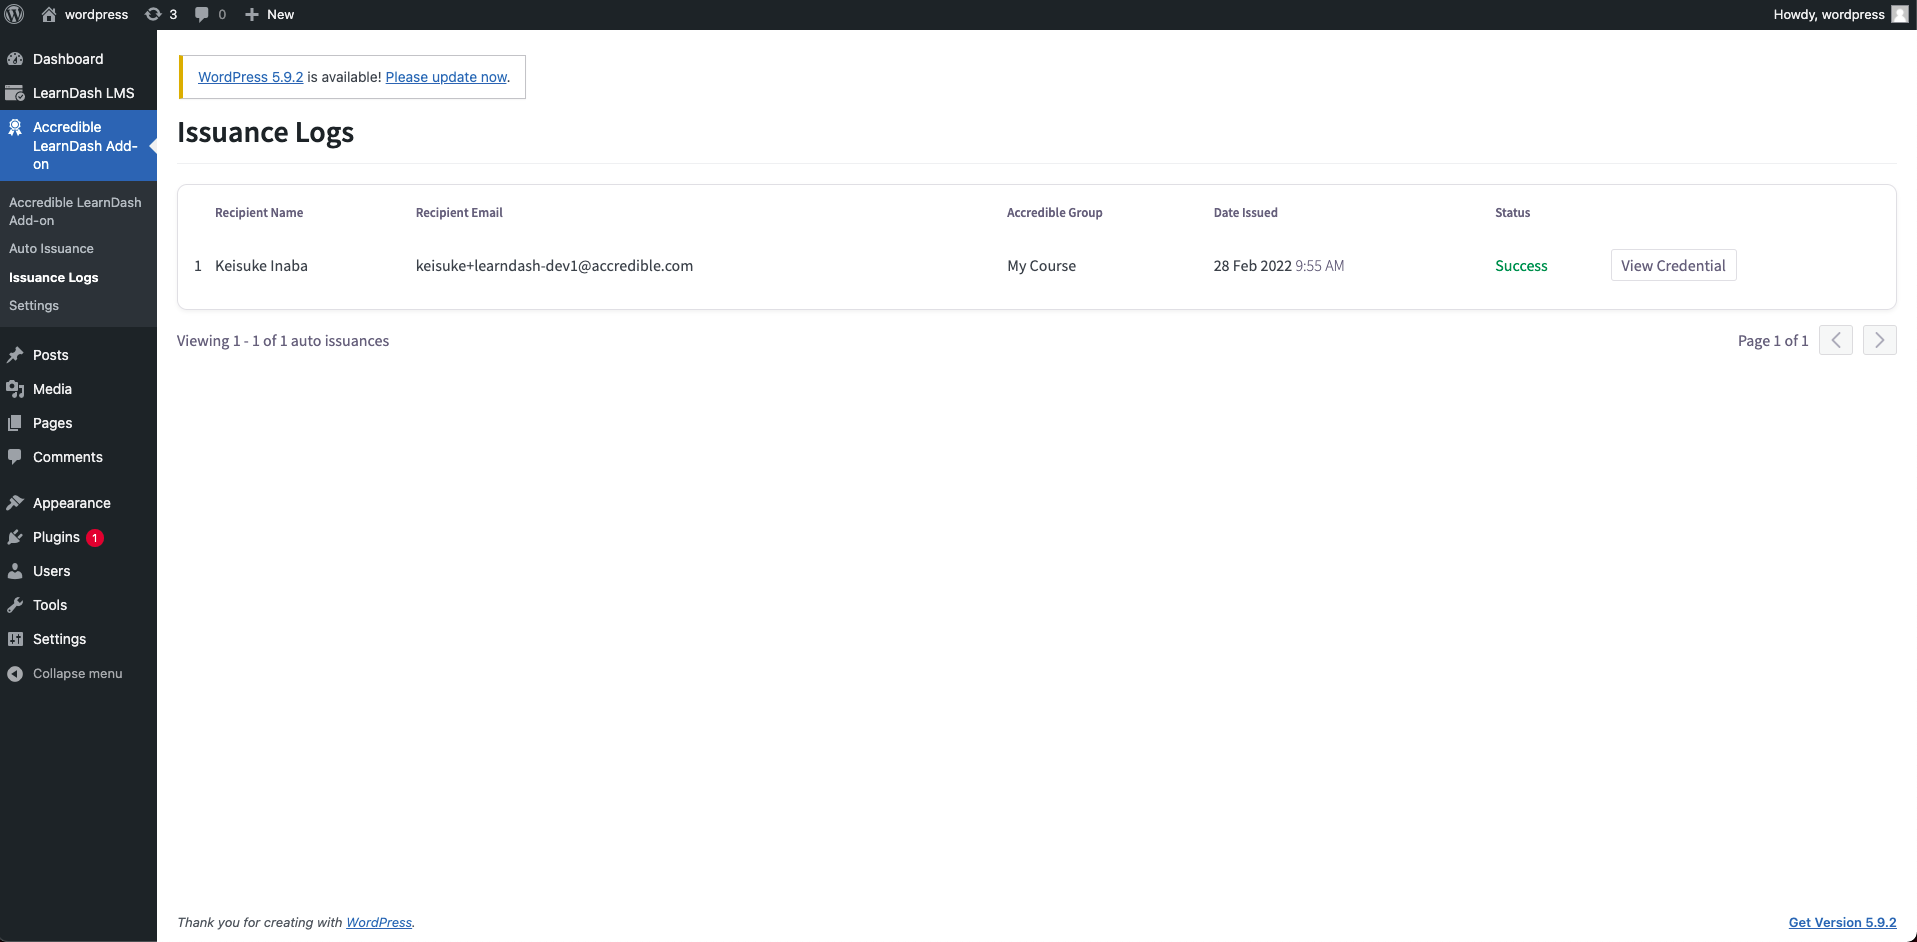 wordpress 3 0 New Howdy, wordpress
Dashboard
LearnDash LMS
Accredible
LearnDash Add-
on
Accredible LearnDash
Add-on
Auto Issuance
Issuance Logs
Settings
Posts
Media
Pages
Comments
Appearance
Plugins 1
Users
Tools
Settings
Collapse menu
WordPress 5.9.2 is available! Please update now.
Issuance Logs
Recipient Name Recipient Email Accredible Group Date Issued Status
1 Keisuke Inaba keisuke+learndash-dev1@accredible.com My Course 28 Feb 2022 9:55 AM Success View Credential
Viewing 1 - 1 of 1 auto issuances Page 1 of 1
Thank you for creating with WordPress. Get Version 5.9.2